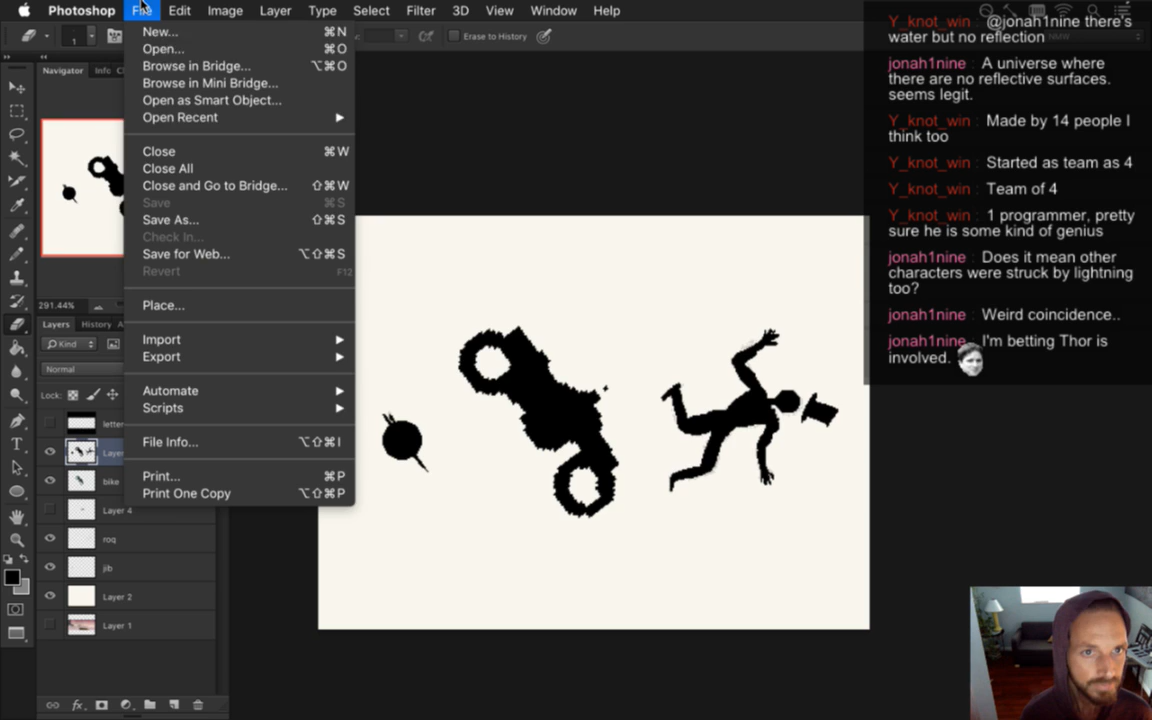 Photoshop File Edit Image Layer Type Select Filter 3D View Window Help
1 Erase to History
Navigator Info
New... ⌘N
Open... ⌘O
Browse in Bridge... ⌥⌘O
Browse in Mini Bridge...
Open as Smart Object...
Open Recent ▶
Close ⌘W
Close All
Close and Go to Bridge... ⇧⌘W
Save ⌘S
Save As... ⇧⌘S
Check In...
Save for Web... ⌥⇧⌘S
Revert F12
Place...
Import ▶
Export ▶
Automate ▶
Scripts ▶
File Info... ⌥⇧⌘I
Print... ⌘P
Print One Copy ⌥⇧⌘P
291.44%
Layers History A
Kind
Normal
Lock:
letter
Layer
bike
Layer 4
roq
jib
Layer 2
Layer 1
fx
Y_knot_win : @jonah1nine there's
water but no reflection
jonah1nine : A universe where
there are no reflective surfaces.
seems legit.
Y_knot_win : Made by 14 people I
think too
Y_knot_win : Started as team as 4
Y_knot_win : Team of 4
Y_knot_win : 1 programmer, pretty
sure he is some kind of genius
jonah1nine : Does it mean other
characters were struck by lightning
too?
jonah1nine : Weird coincidence..
jonah1nine : I'm betting Thor is
involved.